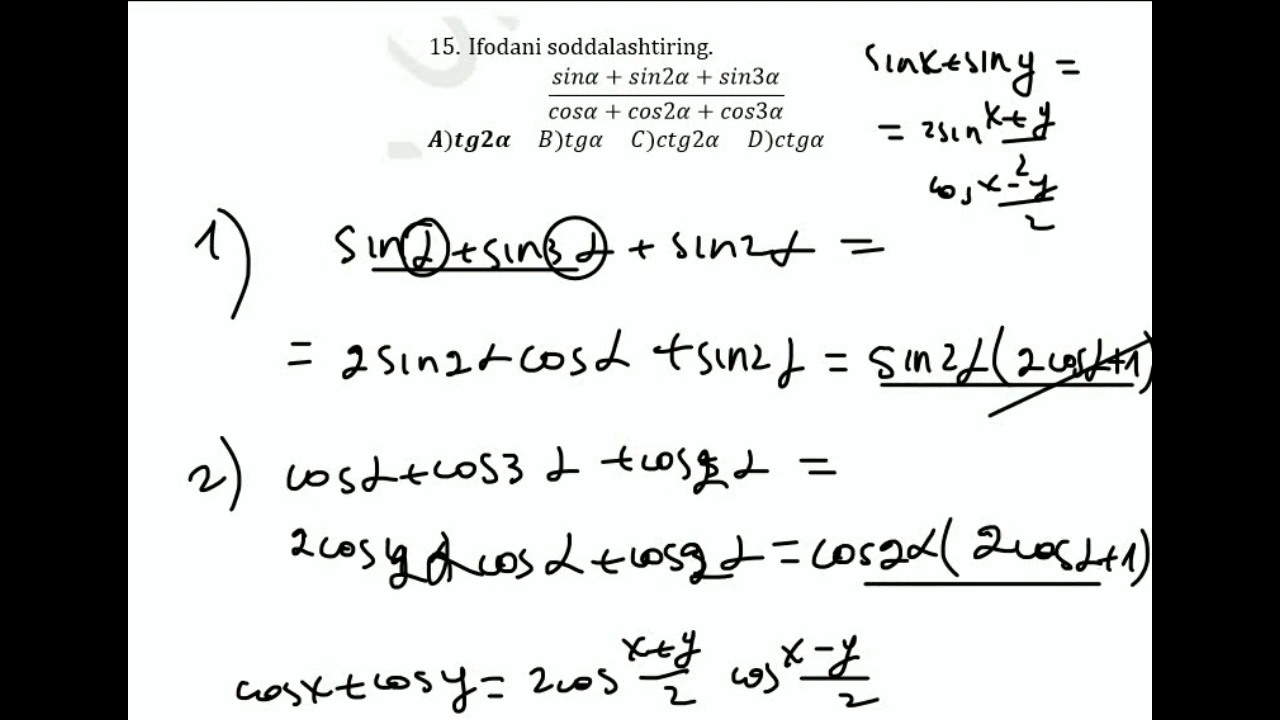 15. Ifodani soddalashtiring.
sinα + sin2α + sin3α
cosα + cos2α + cos3α
A)tg2α B)tgα C)ctg2α D)ctgα
sinx+siny =
= 2sin x+y/2
cos x-y/2
1) sinα+sin3α + sin2α =
= 2sin2α cosα + sin2α = sin2α(2cosα+1)
2) cosα+cos3α +cos2α =
2cos2α cosα + cos2α = cos2α(2cosα+1)
cosx+cosy = 2cos x+y/2 cos x-y/2